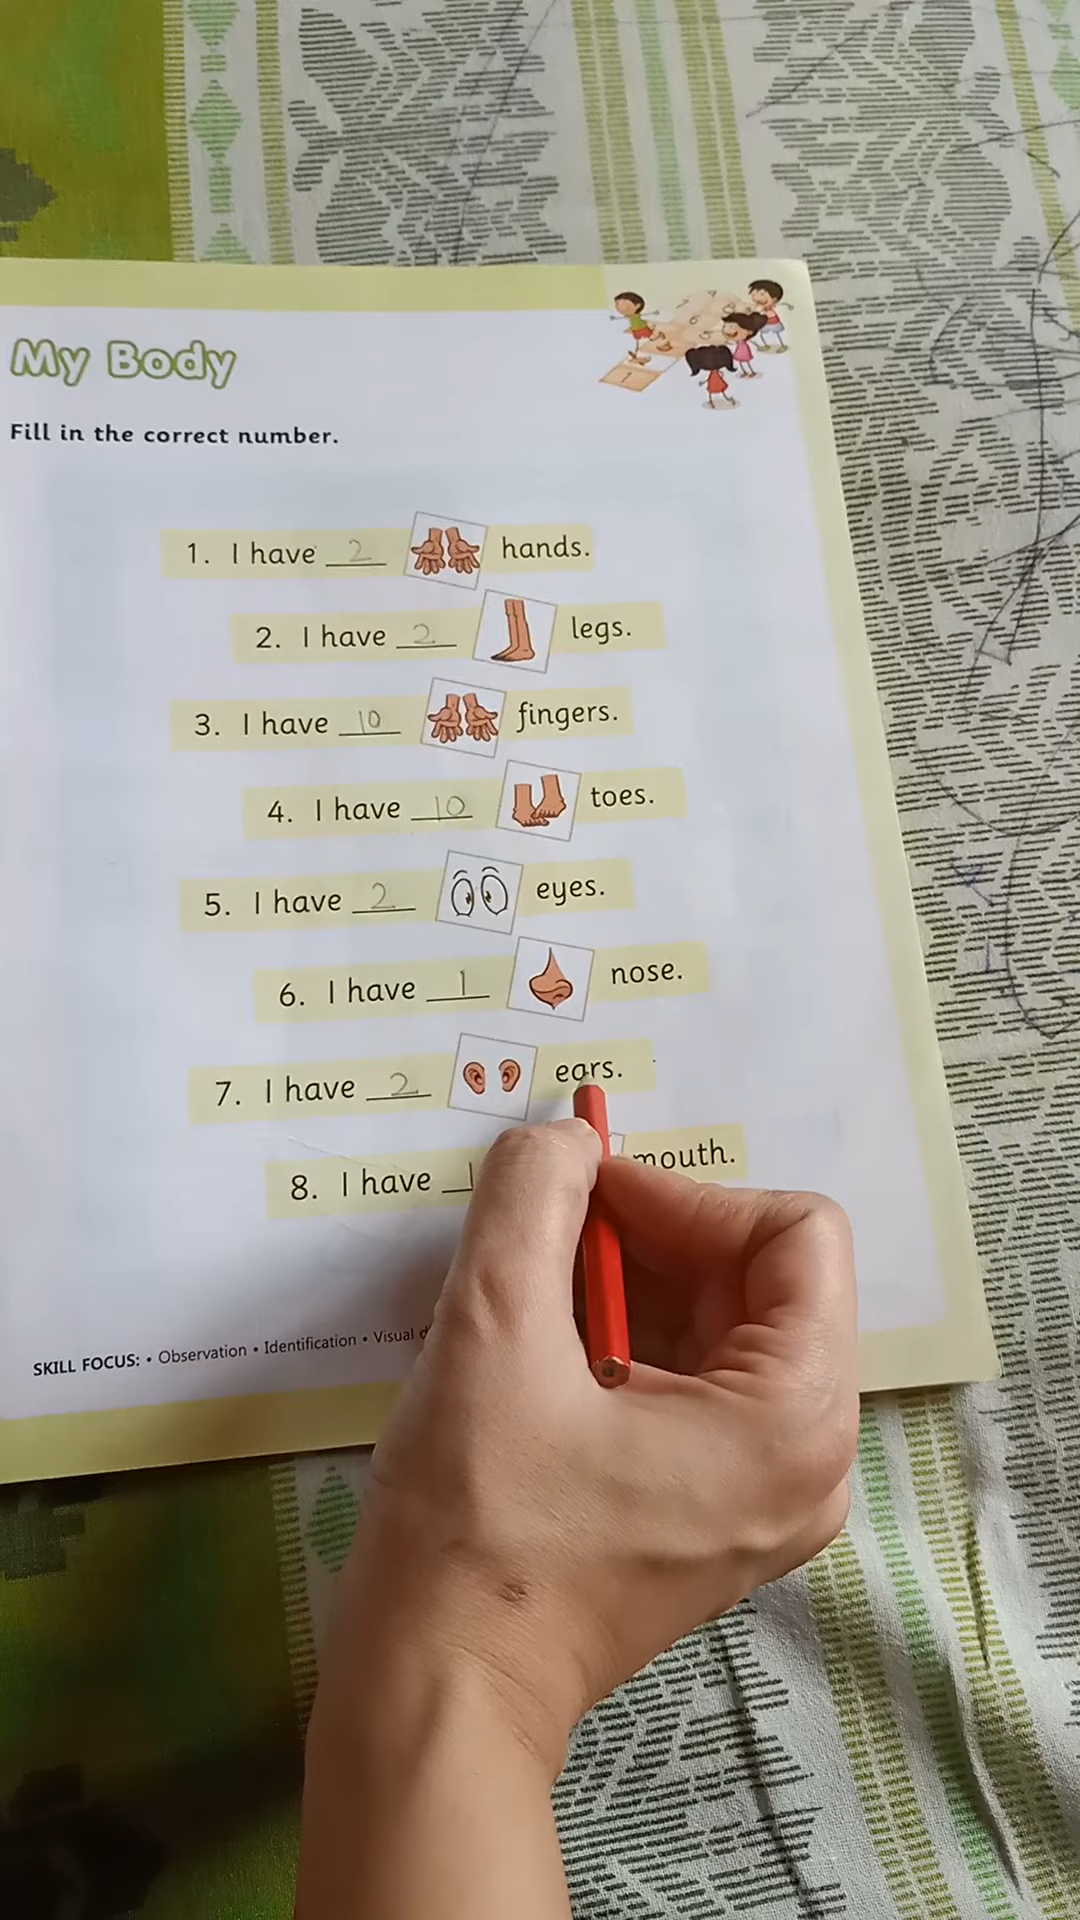 My Body
Fill in the correct number.
1. I have 2 hands.
2. I have 2 legs.
3. I have 10 fingers.
4. I have 10 toes.
5. I have 2 eyes.
6. I have 1 nose.
7. I have 2 ears.
8. I have 1 mouth.
SKILL FOCUS: • Observation • Identification • Visual